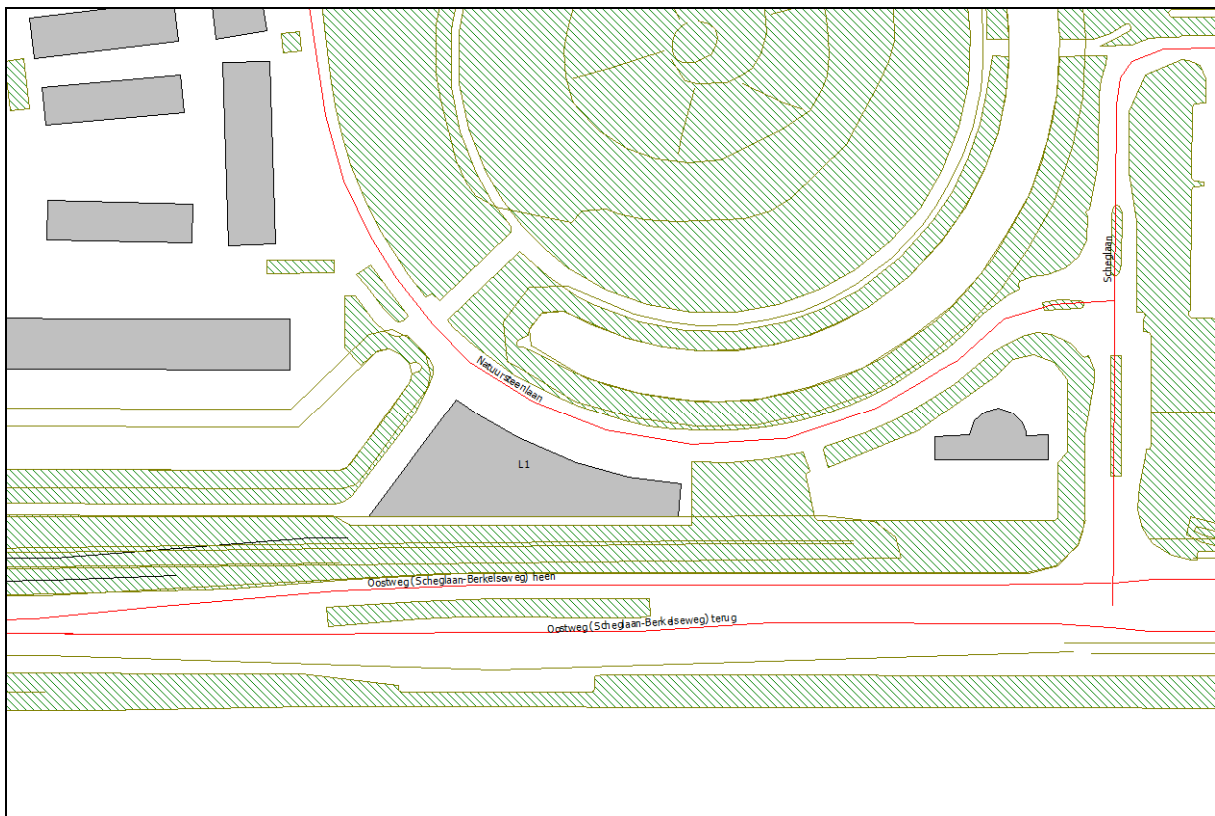 Scheglaan
Natuursteenlaan
L1
Oostweg (Scheglaan-Berkelseweg) heen
Oostweg (Scheglaan-Berkelseweg) terug